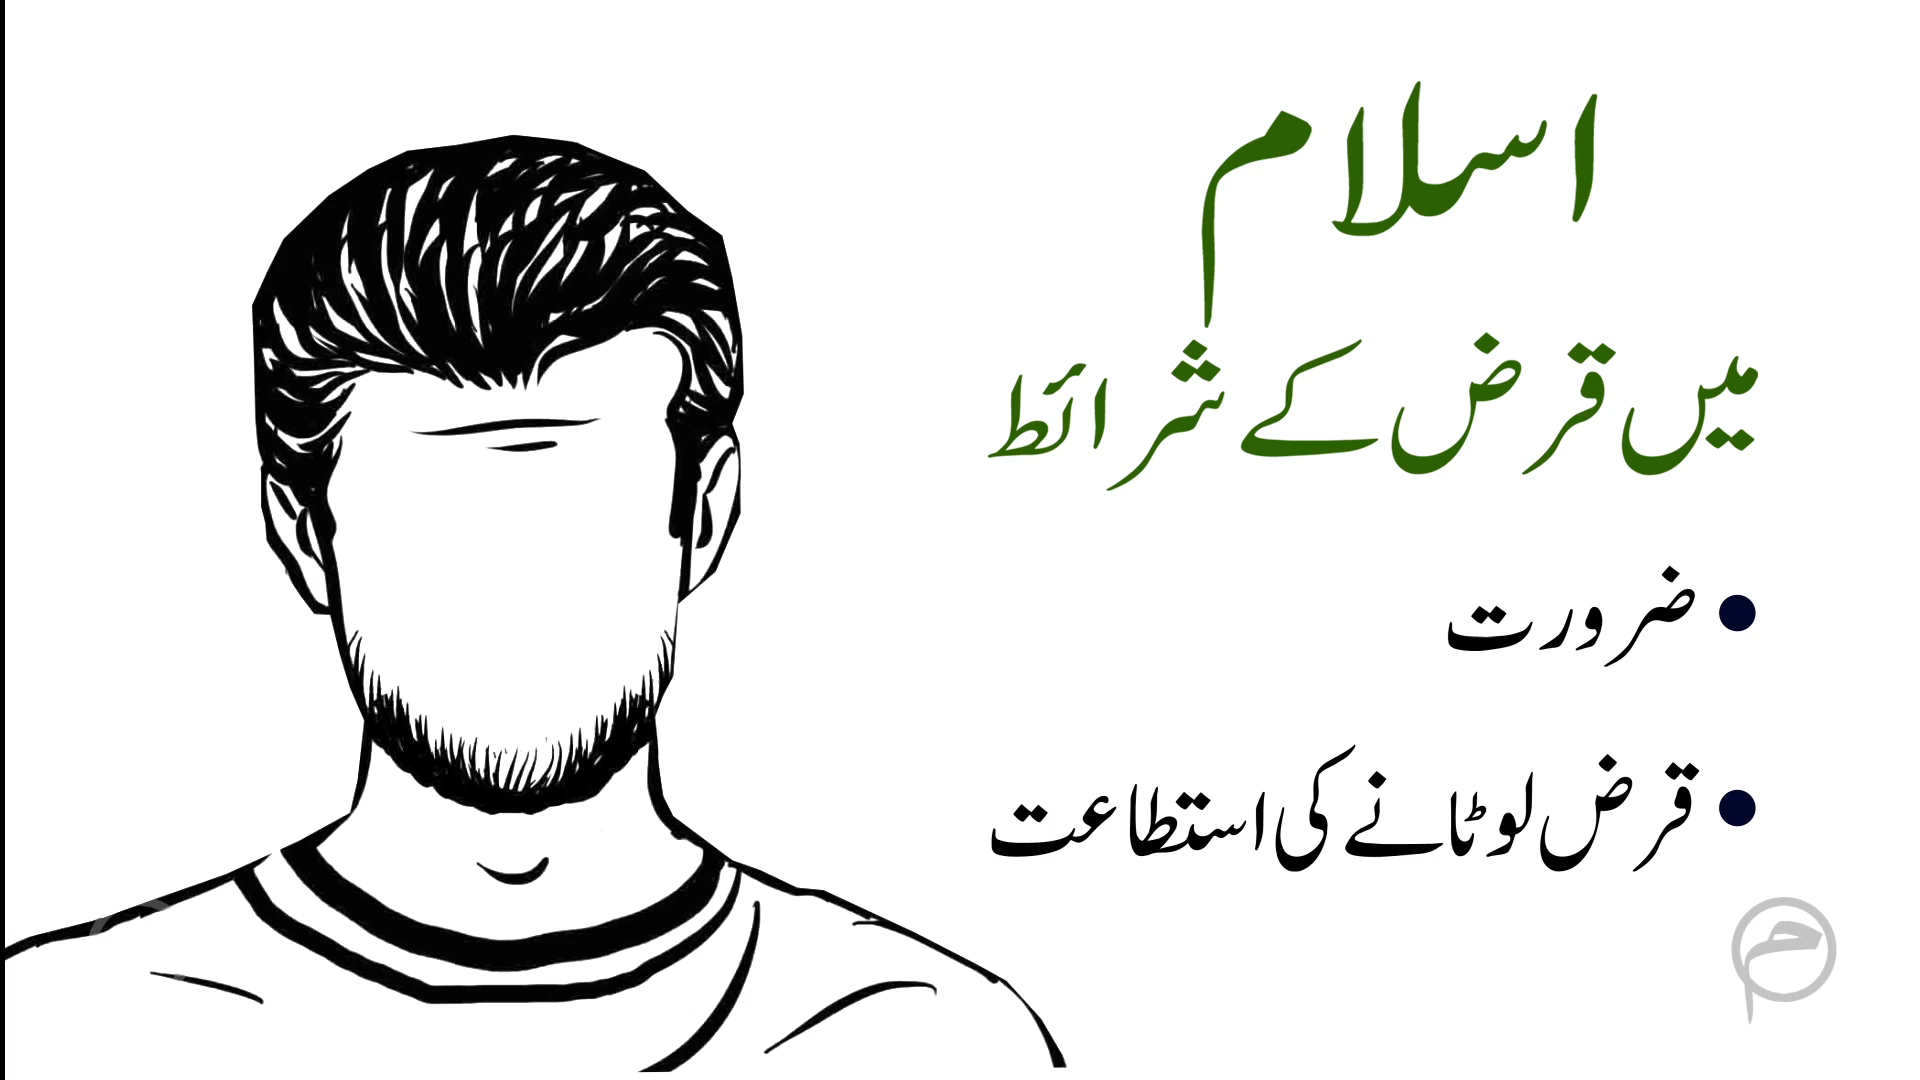 اسلام
میں قرض کے شرائط
ضرورت
قرض لوٹانے کی استطاعت